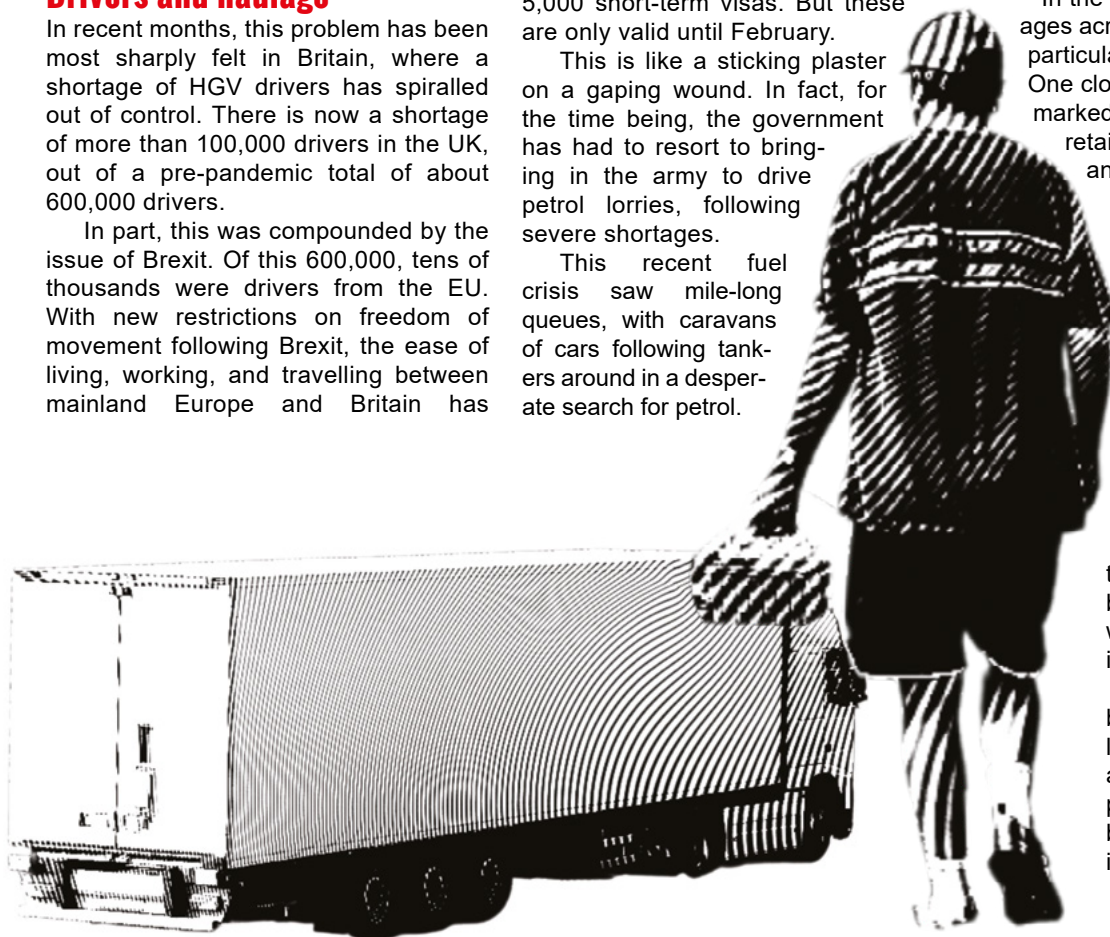 Drivers and haulage
In recent months, this problem has been
most sharply felt in Britain, where a
shortage of HGV drivers has spiralled
out of control. There is now a shortage
of more than 100,000 drivers in the UK,
out of a pre-pandemic total of about
600,000 drivers.
In part, this was compounded by the
issue of Brexit. Of this 600,000, tens of
thousands were drivers from the EU.
With new restrictions on freedom of
movement following Brexit, the ease of
living, working, and travelling between
mainland Europe and Britain has
5,000 short-term visas. But these
are only valid until February.
This is like a sticking plaster
on a gaping wound. In fact, for
the time being, the government
has had to resort to bring-
ing in the army to drive
petrol lorries, following
severe shortages.
This recent fuel
crisis saw mile-long
queues, with caravans
of cars following tank-
ers around in a desper-
ate search for petrol.
In the
ages
One
marked